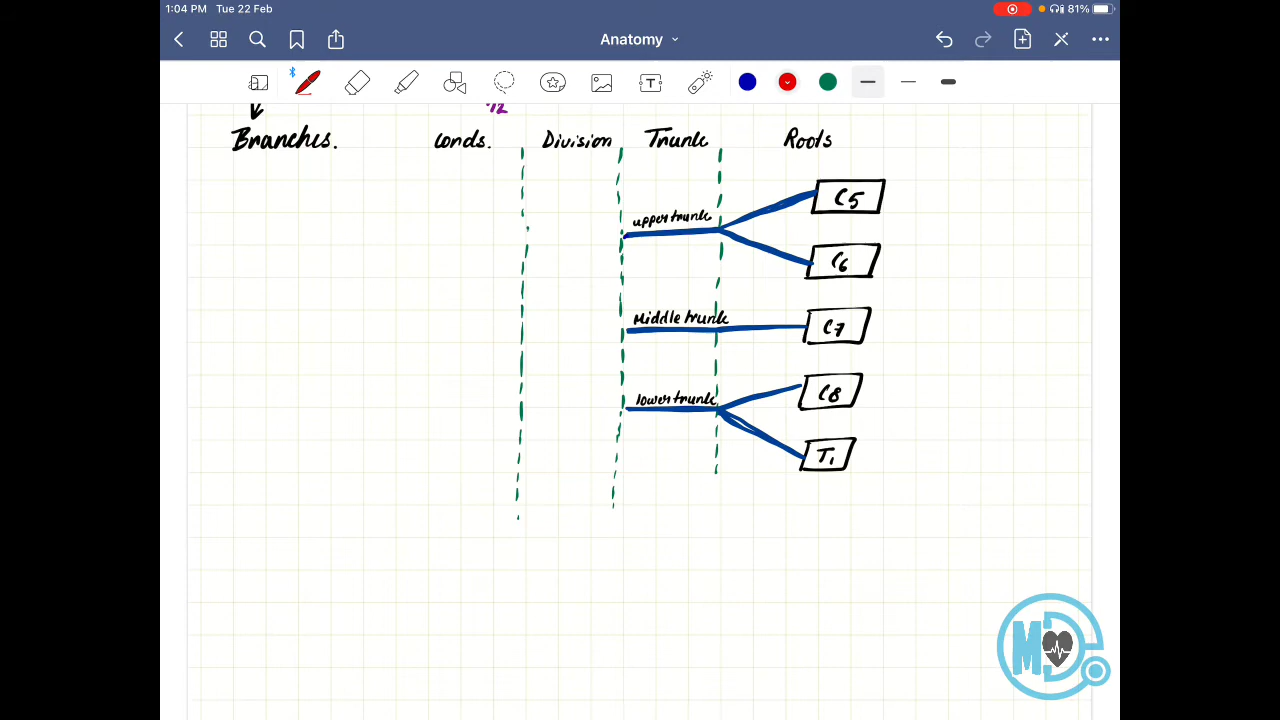 1:04 PM Tue 22 Feb 81%
Anatomy
T
Branches. Cords. Division Trunk Roots
C5
upper trunk
C6
Middle trunk
C7
lower trunk
C8
T1
MD